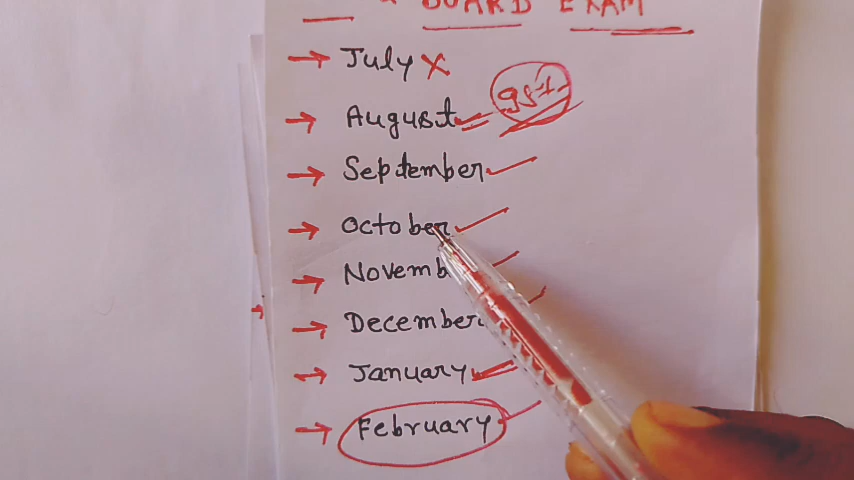 BOARD EXAM
→ July ✗
→ August ✓
→ September ✓
→ October ✓
→ Novemb
→ December
→ January ✓
→ February